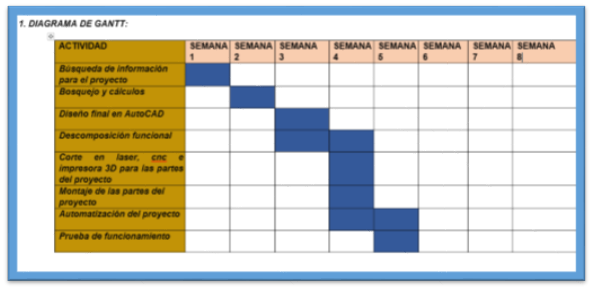 1. DIAGRAMA DE GANTT:
ACTIVIDAD SEMANA SEMANA SEMANA SEMANA SEMANA SEMANA SEMANA SEMANA
1 2 3 4 5 6 7 8
Búsqueda de información
para el proyecto
Bosquejo y cálculos
Diseño final en AutoCAD
Descomposición funcional
Corte en laser, cnc e
impresora 3D para las partes
del proyecto
Montaje de las partes del
proyecto
Automatización del proyecto
Prueba de funcionamiento